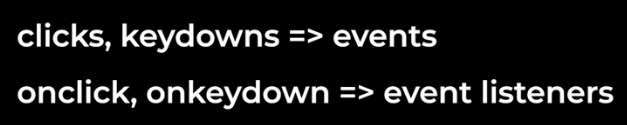 clicks, keydowns => events
onclick, onkeydown => event listeners